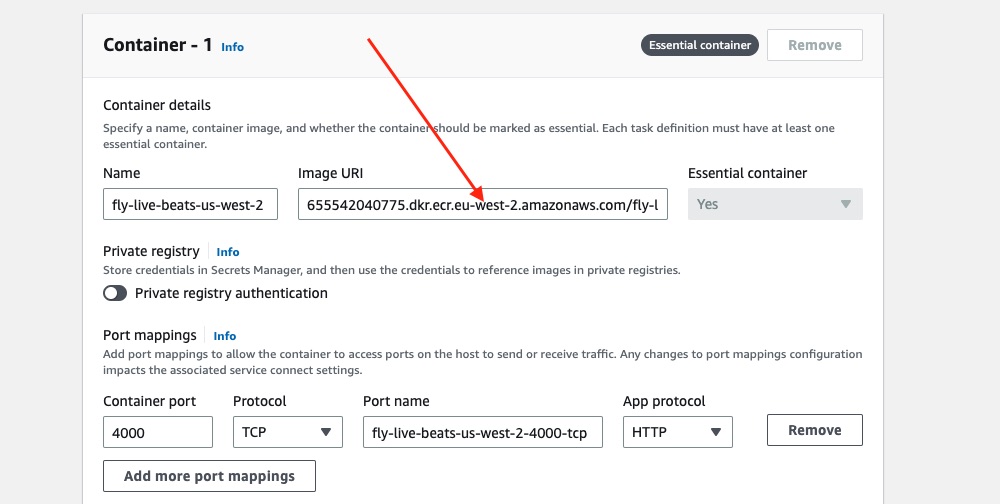 Container - 1 Info Essential container Remove
Container details
Specify a name, container image, and whether the container should be marked as essential. Each task definition must have at least one
essential container.
Name Image URI Essential container
fly-live-beats-us-west-2 655542040775.dkr.ecr.eu-west-2.amazonaws.com/fly-l Yes
Private registry Info
Store credentials in Secrets Manager, and then use the credentials to reference images in private registries.
Private registry authentication
Port mappings Info
Add port mappings to allow the container to access ports on the host to send or receive traffic. Any changes to port mappings configuration
impacts the associated service connect settings.
Container port Protocol Port name App protocol
4000 TCP fly-live-beats-us-west-2-4000-tcp HTTP Remove
Add more port mappings